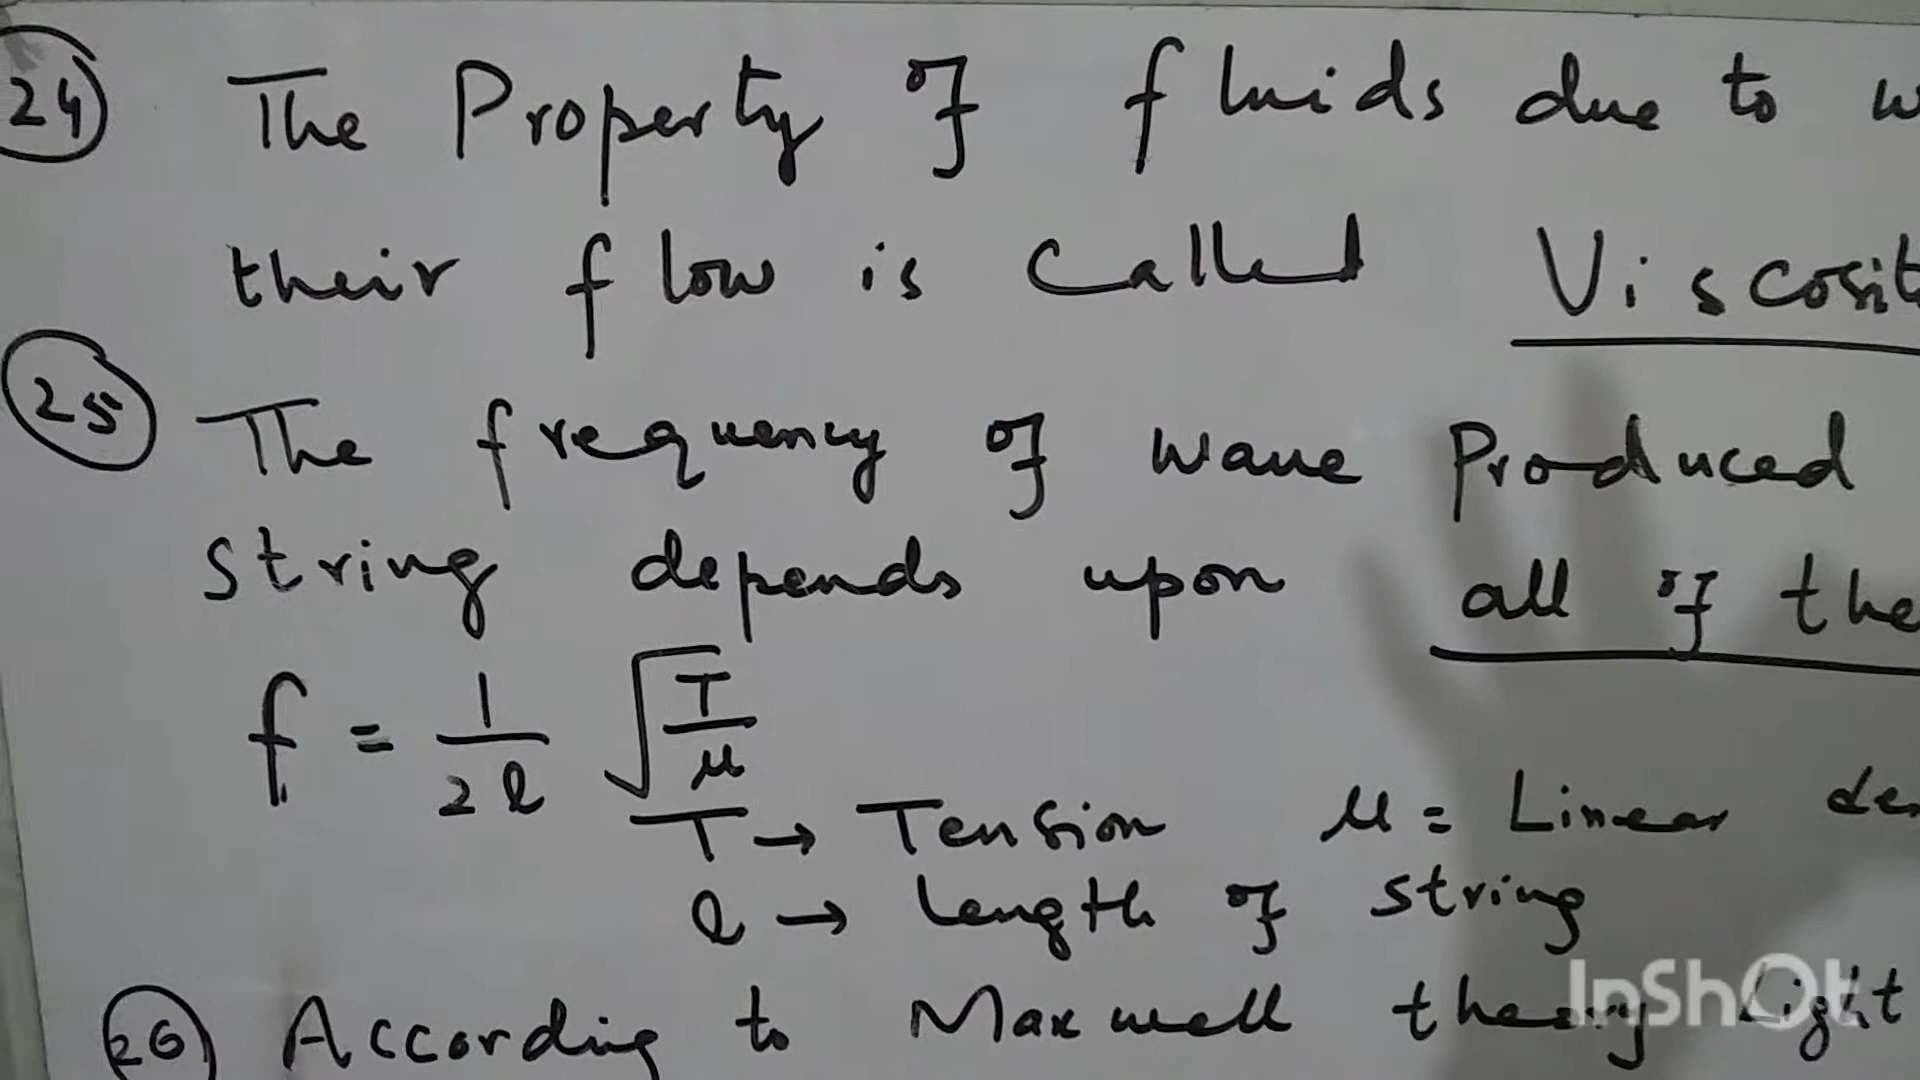 24 The Property of fluids due to w
their flow is called Viscosit
25 The frequency of wave Produced
string depends upon all of the
f = 1/2l √T/μ
T → Tension μ = Linear den
l → length of string
26 According to Maxwell theory Light
InShOt